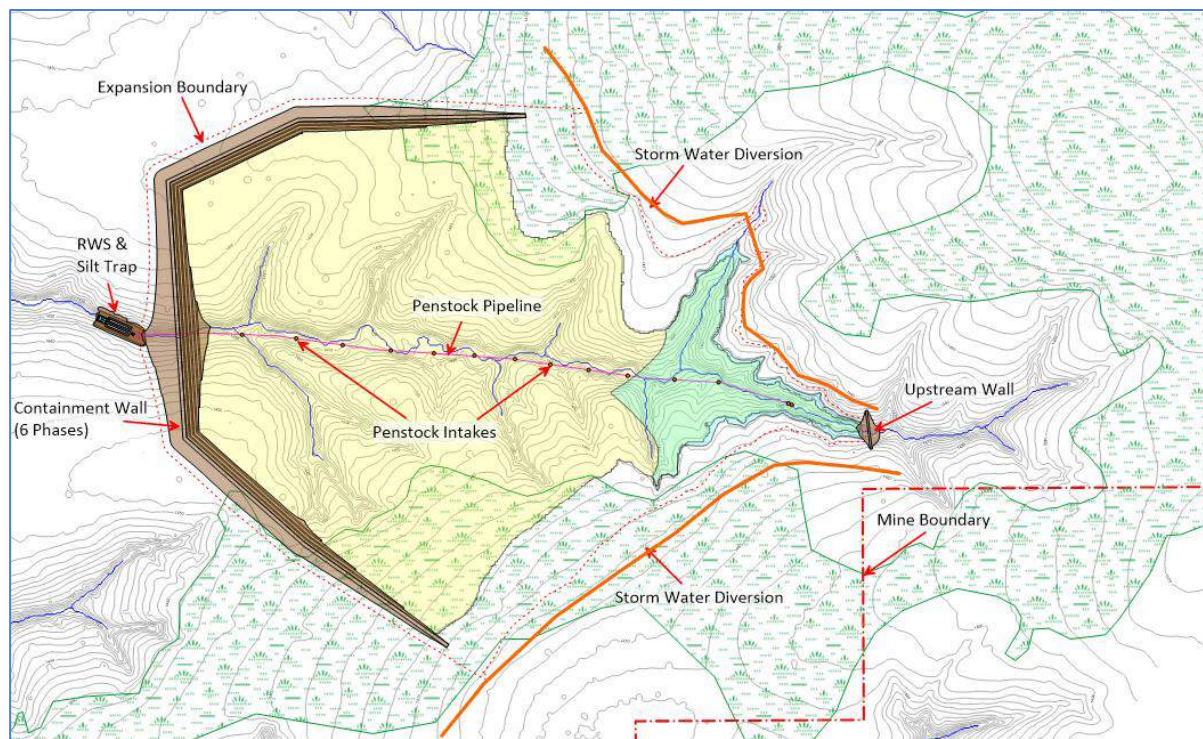 Expansion Boundary
Storm Water Diversion
RWS &
Silt Trap
Penstock Pipeline
Containment Wall
(6 Phases)
Penstock Intakes
Upstream Wall
Mine Boundary
Storm Water Diversion